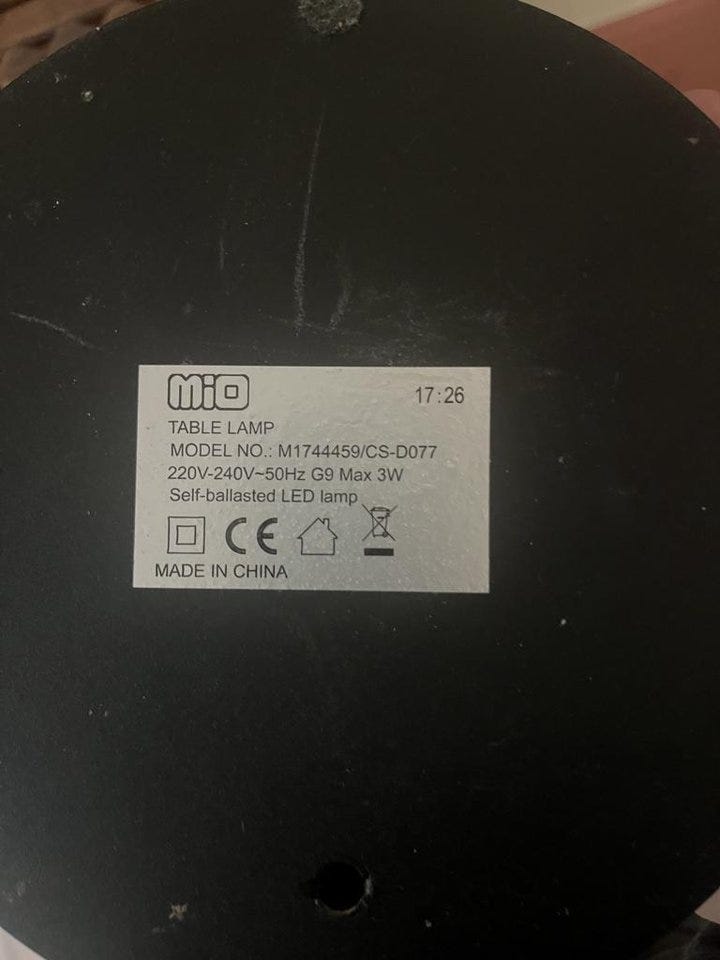 MiO
17:26
TABLE LAMP
MODEL NO.: M1744459/CS-D077
220V-240V~50Hz G9 Max 3W
Self-ballasted LED lamp
CE
MADE IN CHINA